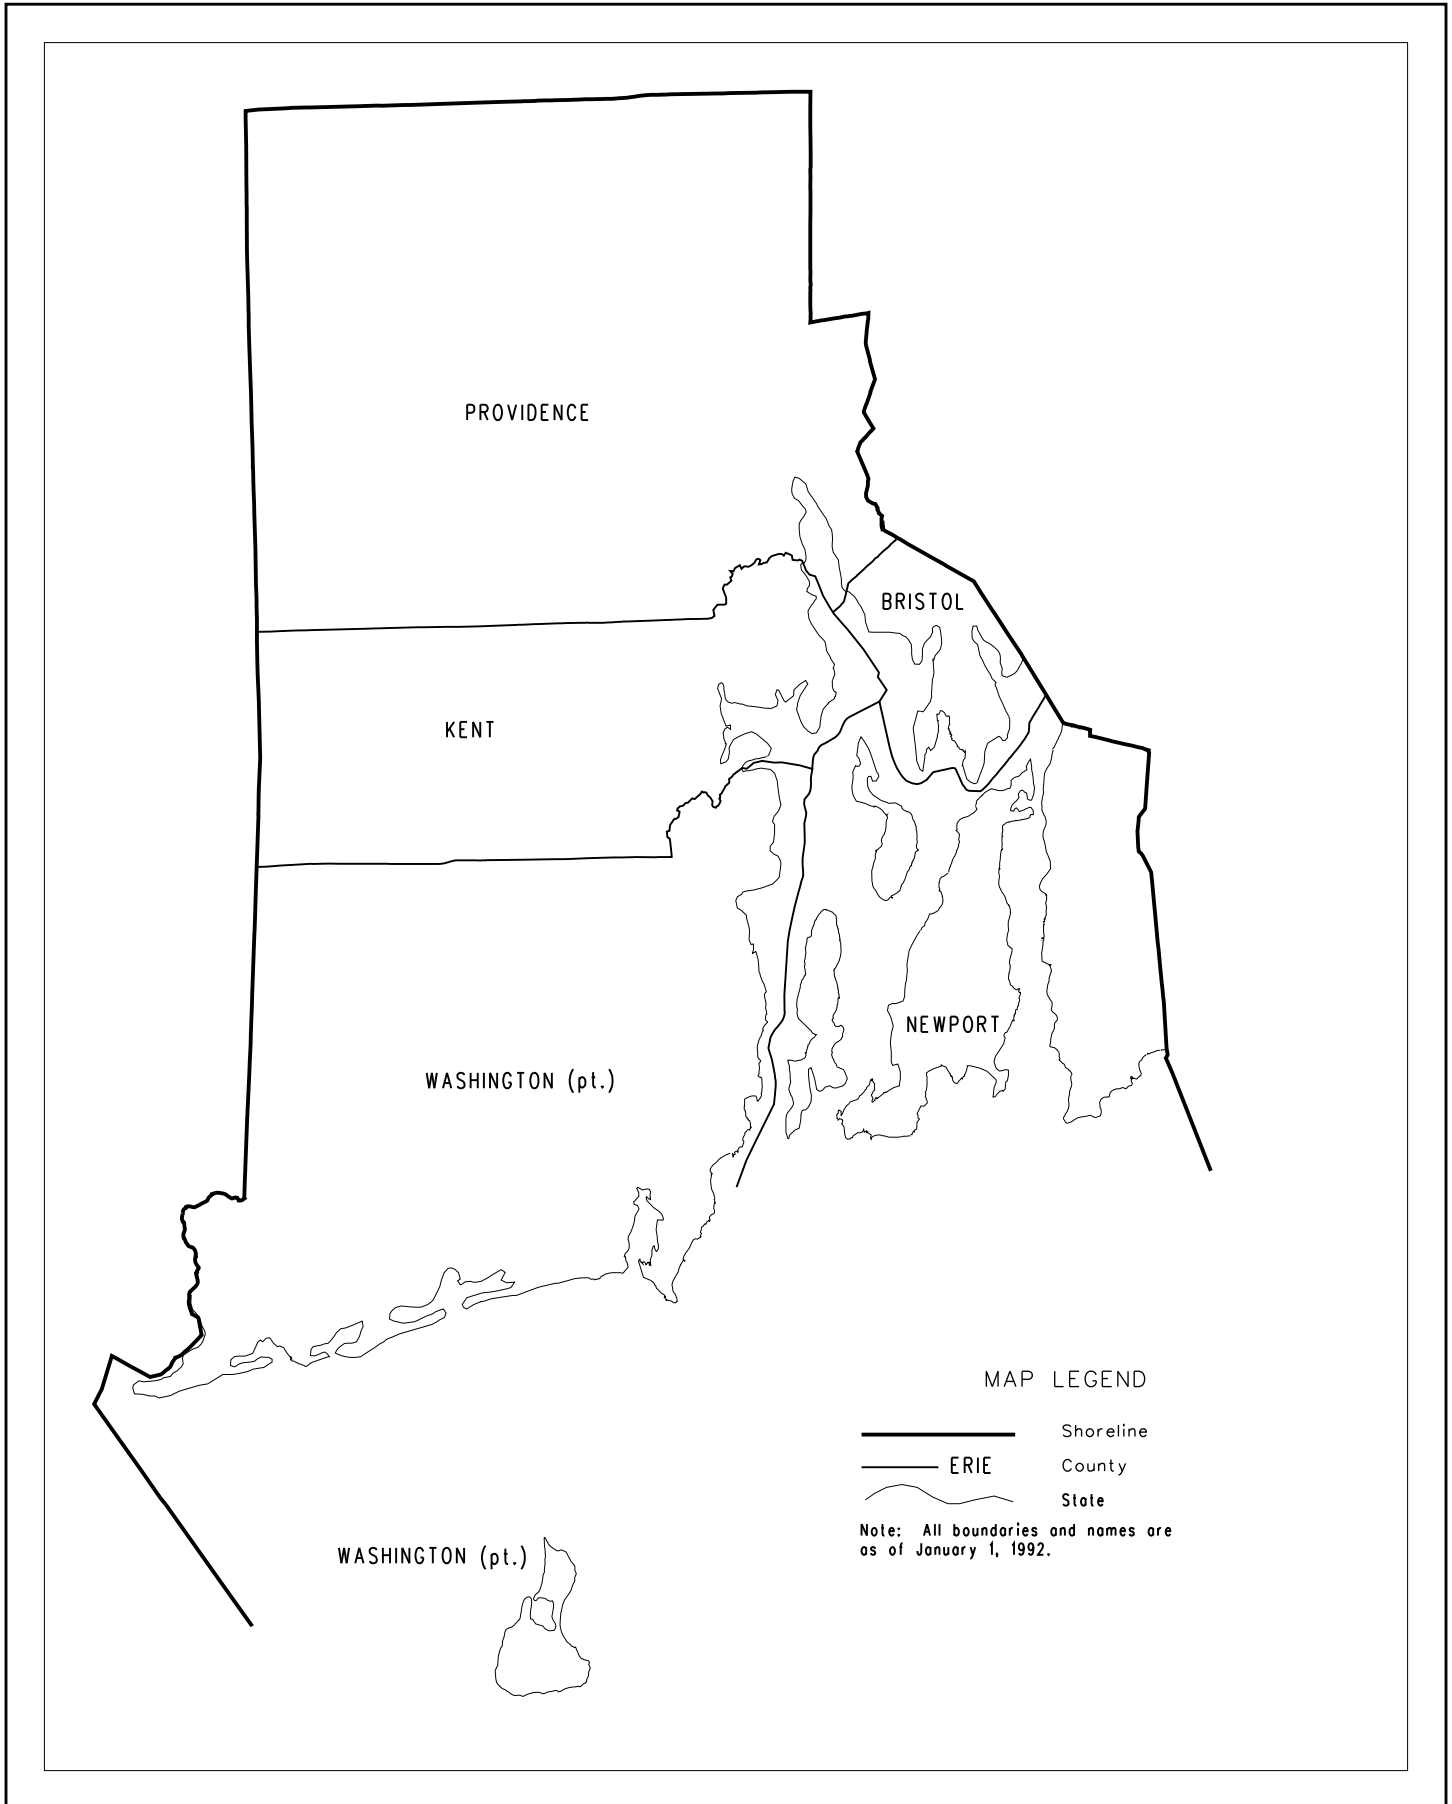 PROVIDENCE
BRISTOL
KENT
NEWPORT
WASHINGTON (pt.)
MAP LEGEND
Shoreline
ERIE County
State
Note: All boundaries and names are
as of January 1, 1992.
WASHINGTON (pt.)